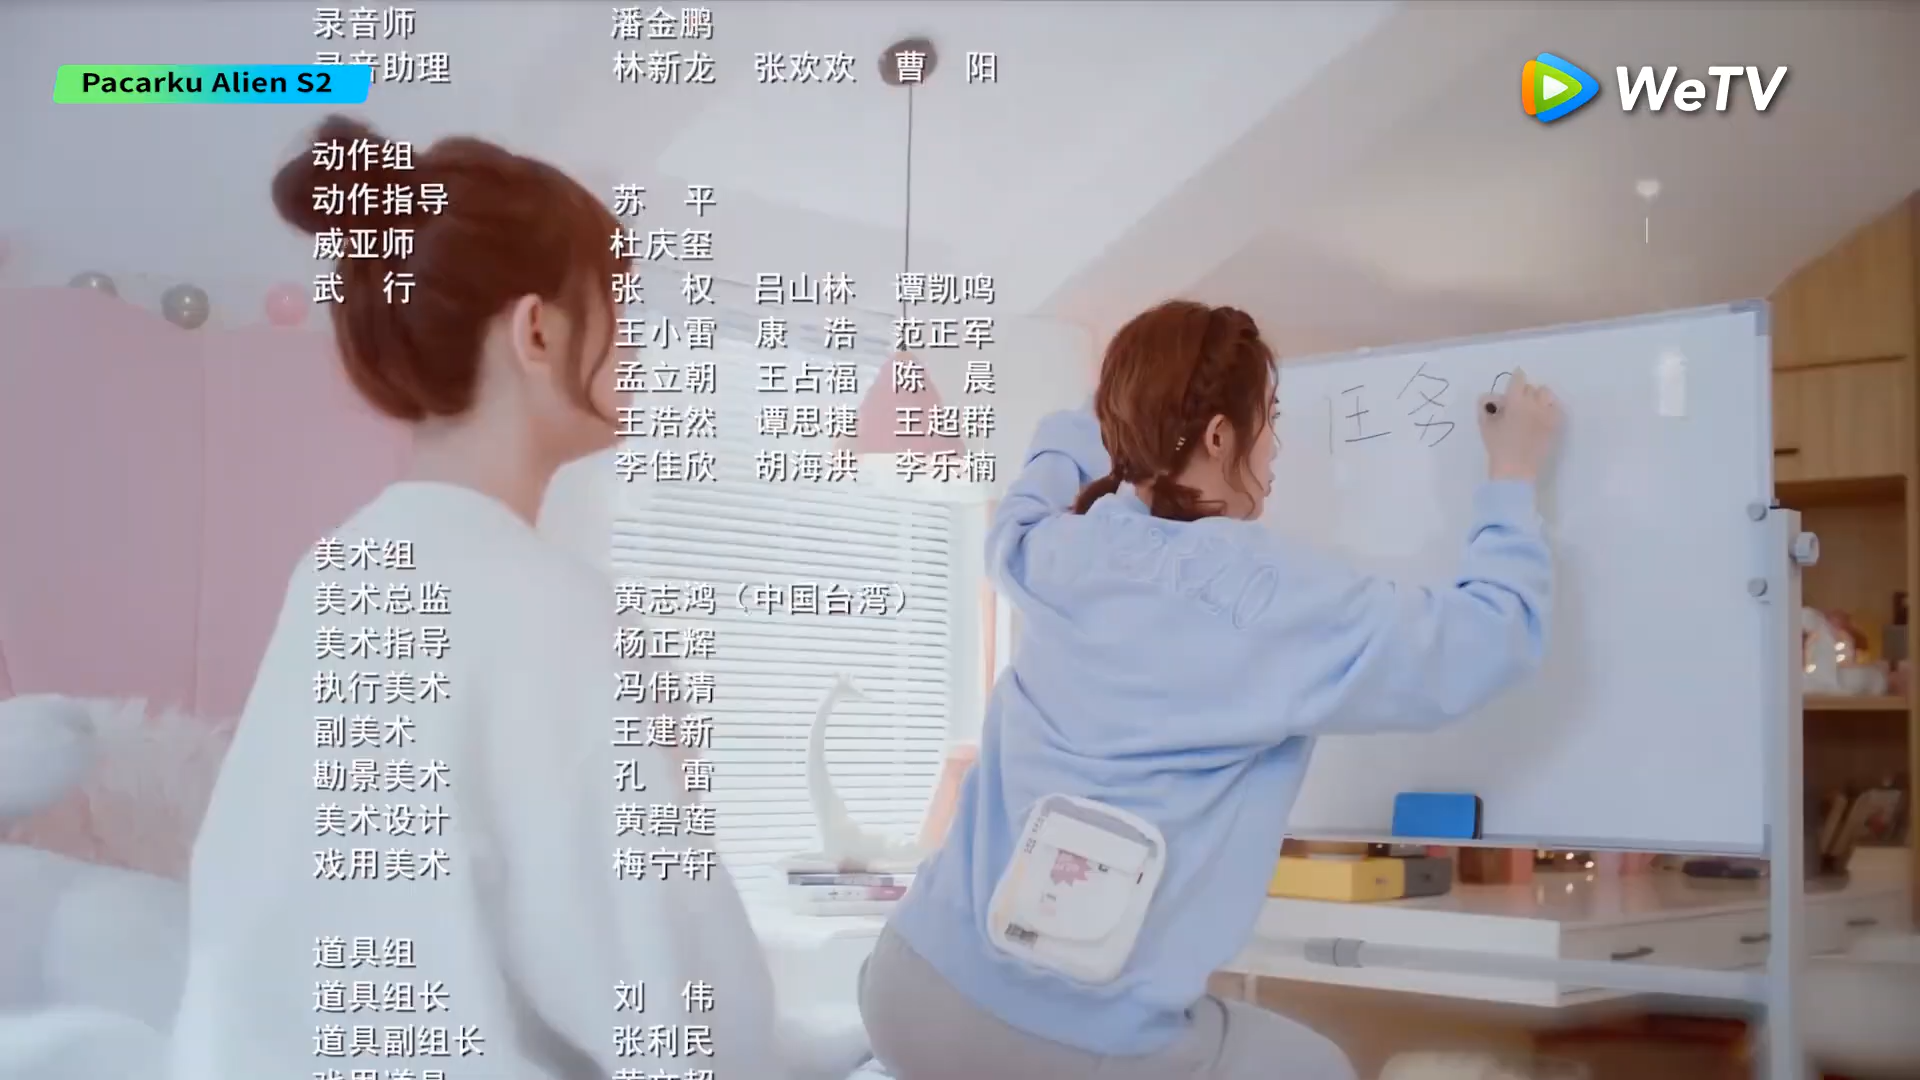 录音师 潘金鹏
Pacarku Alien S2
音助理 林新龙 张欢欢 曹 阳
WeTV
动作组
动作指导 苏 平
威亚师 杜庆玺
武 行 张 权 吕山林 谭凯鸣
王小雷 康 浩 范正军
孟立朝 王占福 陈 晨
王浩然 谭思捷 王超群
李佳欣 胡海洪 李乐楠
任务
美术组
美术总监 黄志鸿（中国台湾）
美术指导 杨正辉
执行美术 冯伟清
副美术 王建新
勘景美术 孔 雷
美术设计 黄碧莲
戏用美术 梅宁轩
道具组
道具组长 刘 伟
道具副组长 张利民